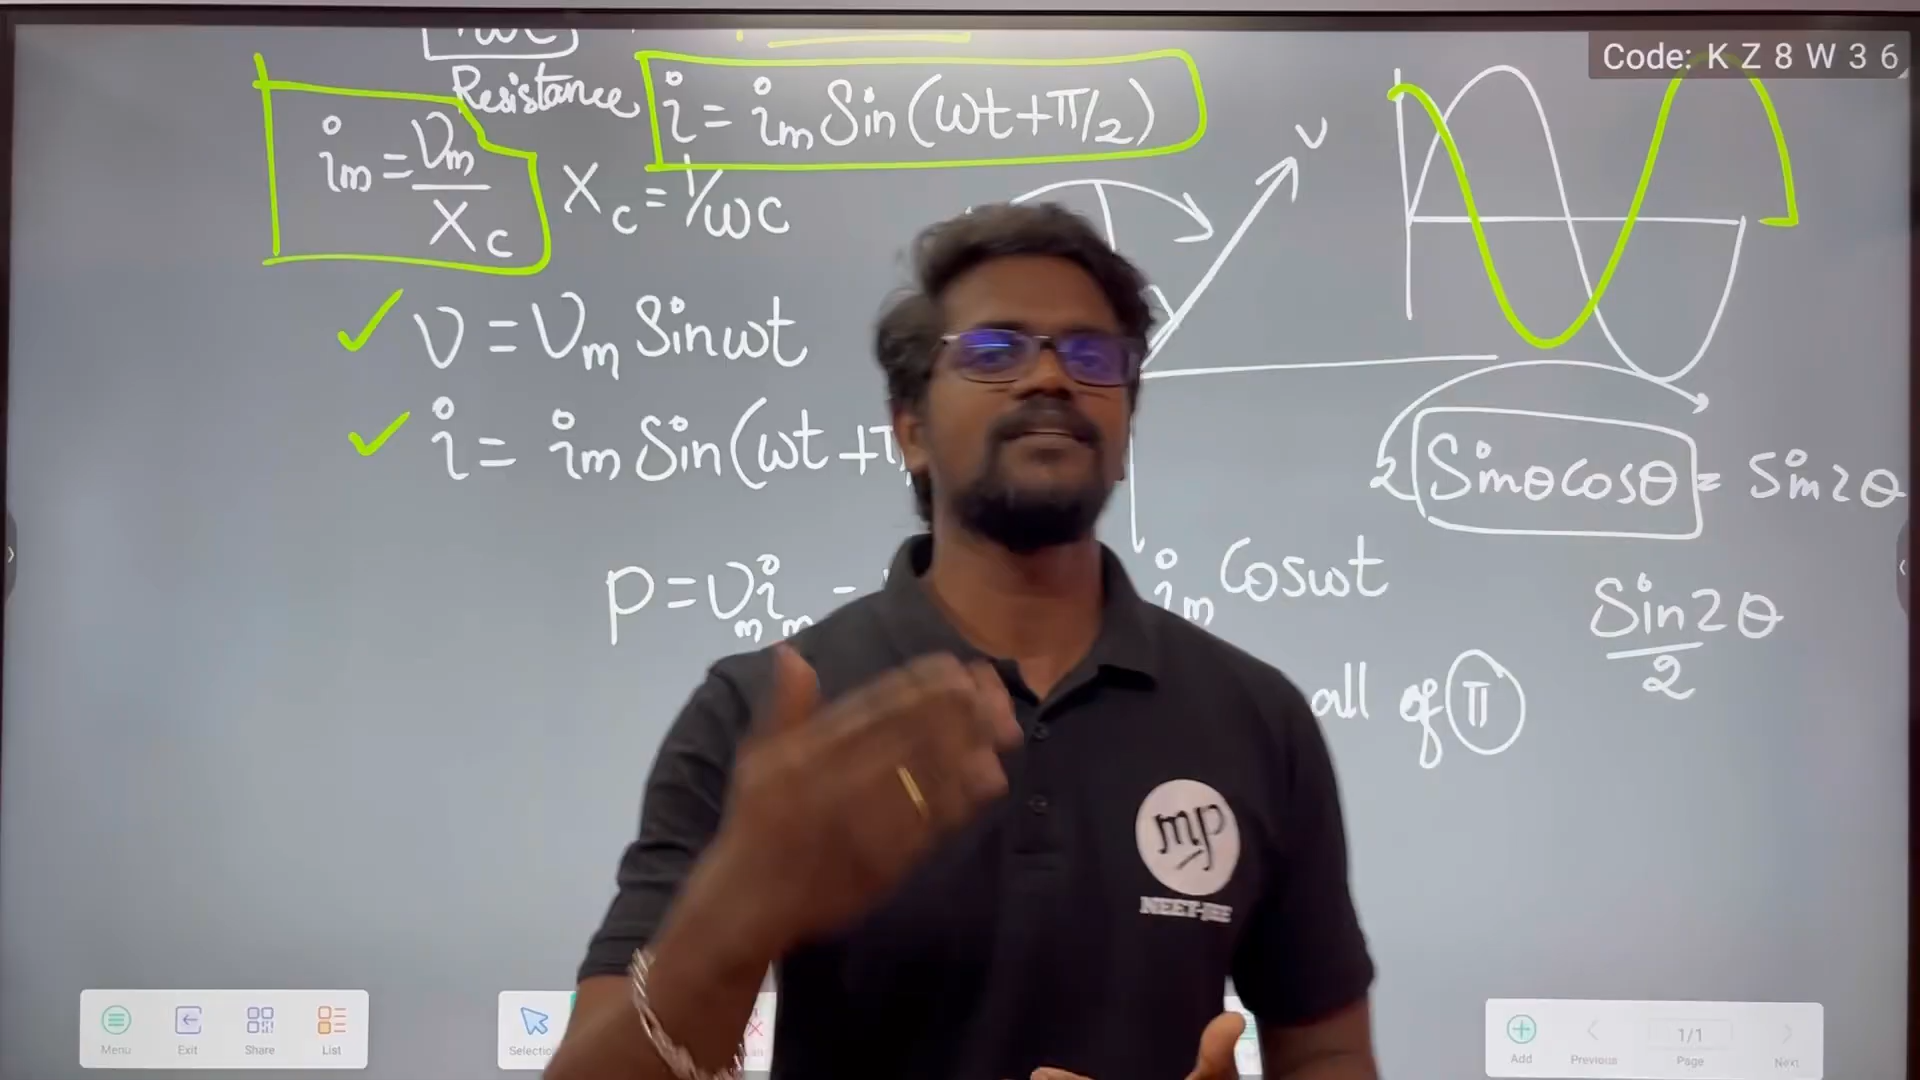 Code: K Z 8 W 3 6
Resistance
i = im Sin(ωt+π/2)
im = Vm/Xc
Xc = 1/ωc
V
V = Vm Sinωt
i = im Sin(ωt +π
2 Sinθcosθ = Sin2θ
P = Vm im =
im Cosωt
Sin2θ/2
all of π
mp
NEET-JEE
Menu
Exit
Share
List
Selection
Add
Previous
1/1
Page
Next